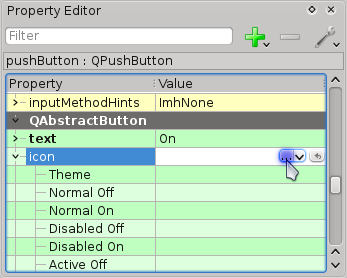 Property Editor
Filter
pushButton : QPushButton
Property Value
inputMethodHints ImhNone
QAbstractButton
text On
icon ...
Theme
Normal Off
Normal On
Disabled Off
Disabled On
Active Off